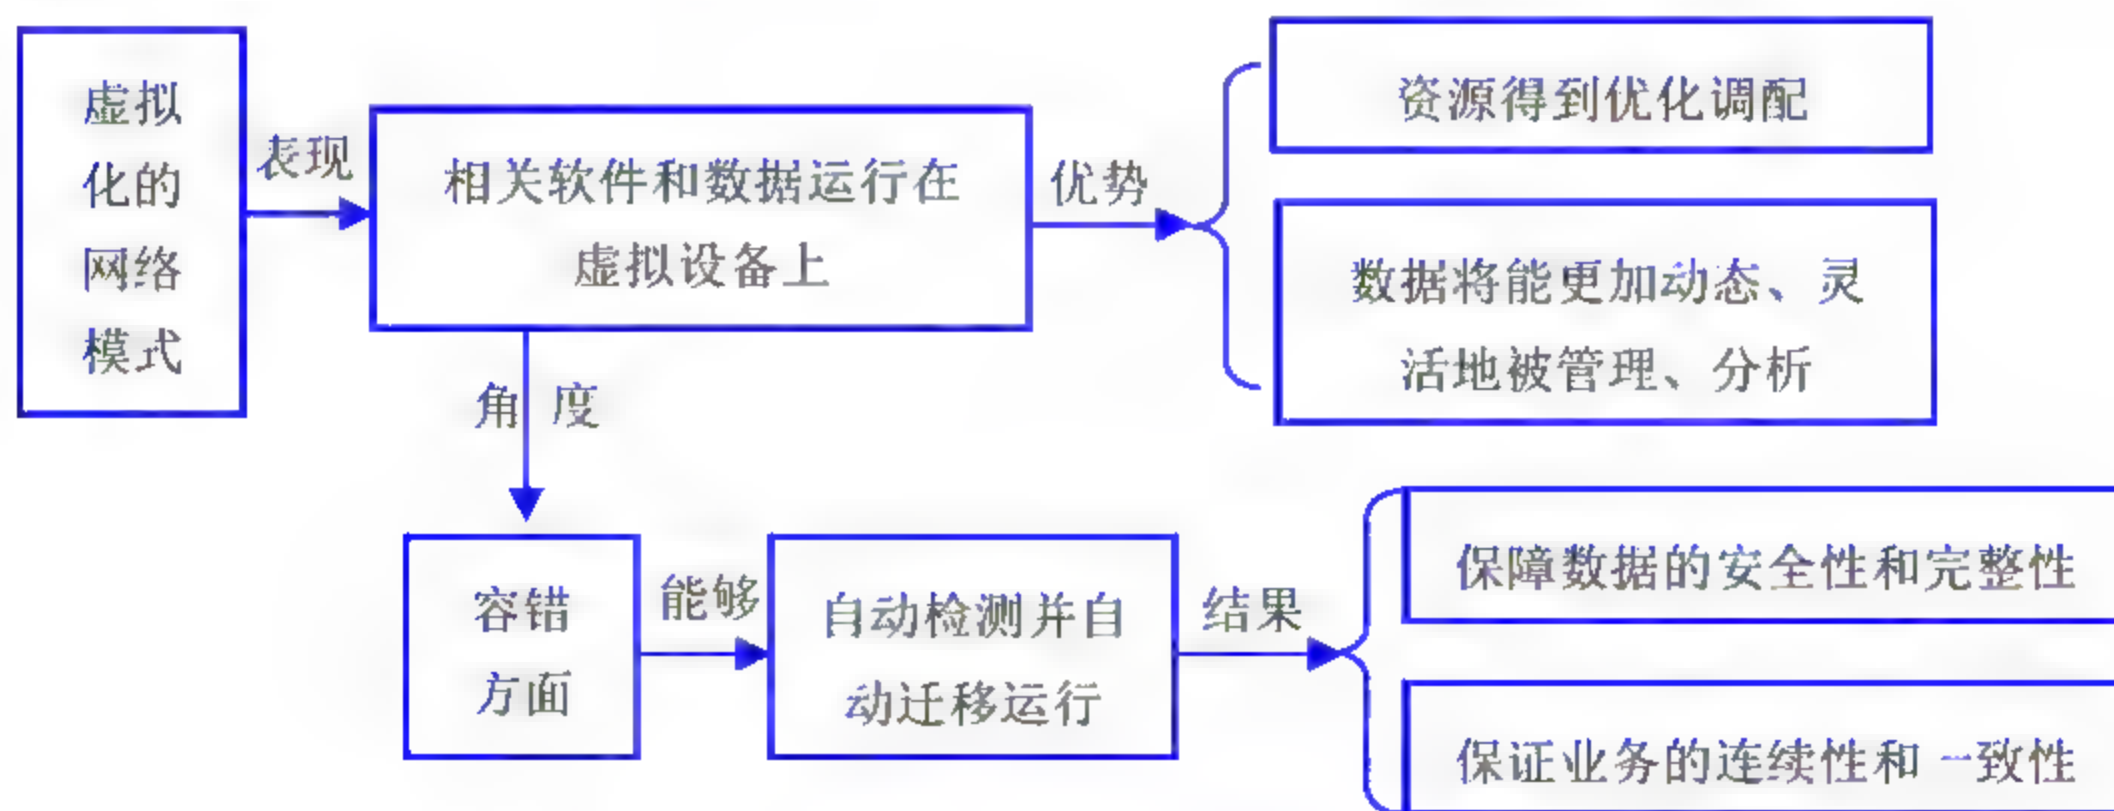 虚拟
化的
网络
模式
表现
相关软件和数据运行在
虚拟设备上
优势
资源得到优化调配
数据将能更加动态、灵
活地被管理、分析
角 度
容错
方面
能够
自动检测并自
动迁移运行
结果
保障数据的安全性和完整性
保证业务的连续性和一致性